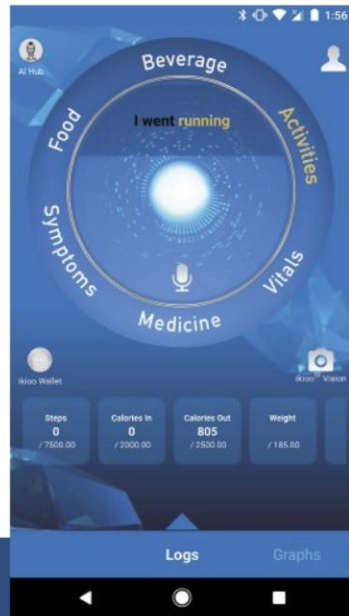 1:56
AI Hub
Beverage
Food
Activities
I went running
Symptoms
Vitals
Medicine
ikioo Wallet
ikioo Vision
Steps
0
/ 7500.00
Calories In
0
/ 2000.00
Calories Out
805
/ 2500.00
Weight
/ 185.00
Logs
Graphs